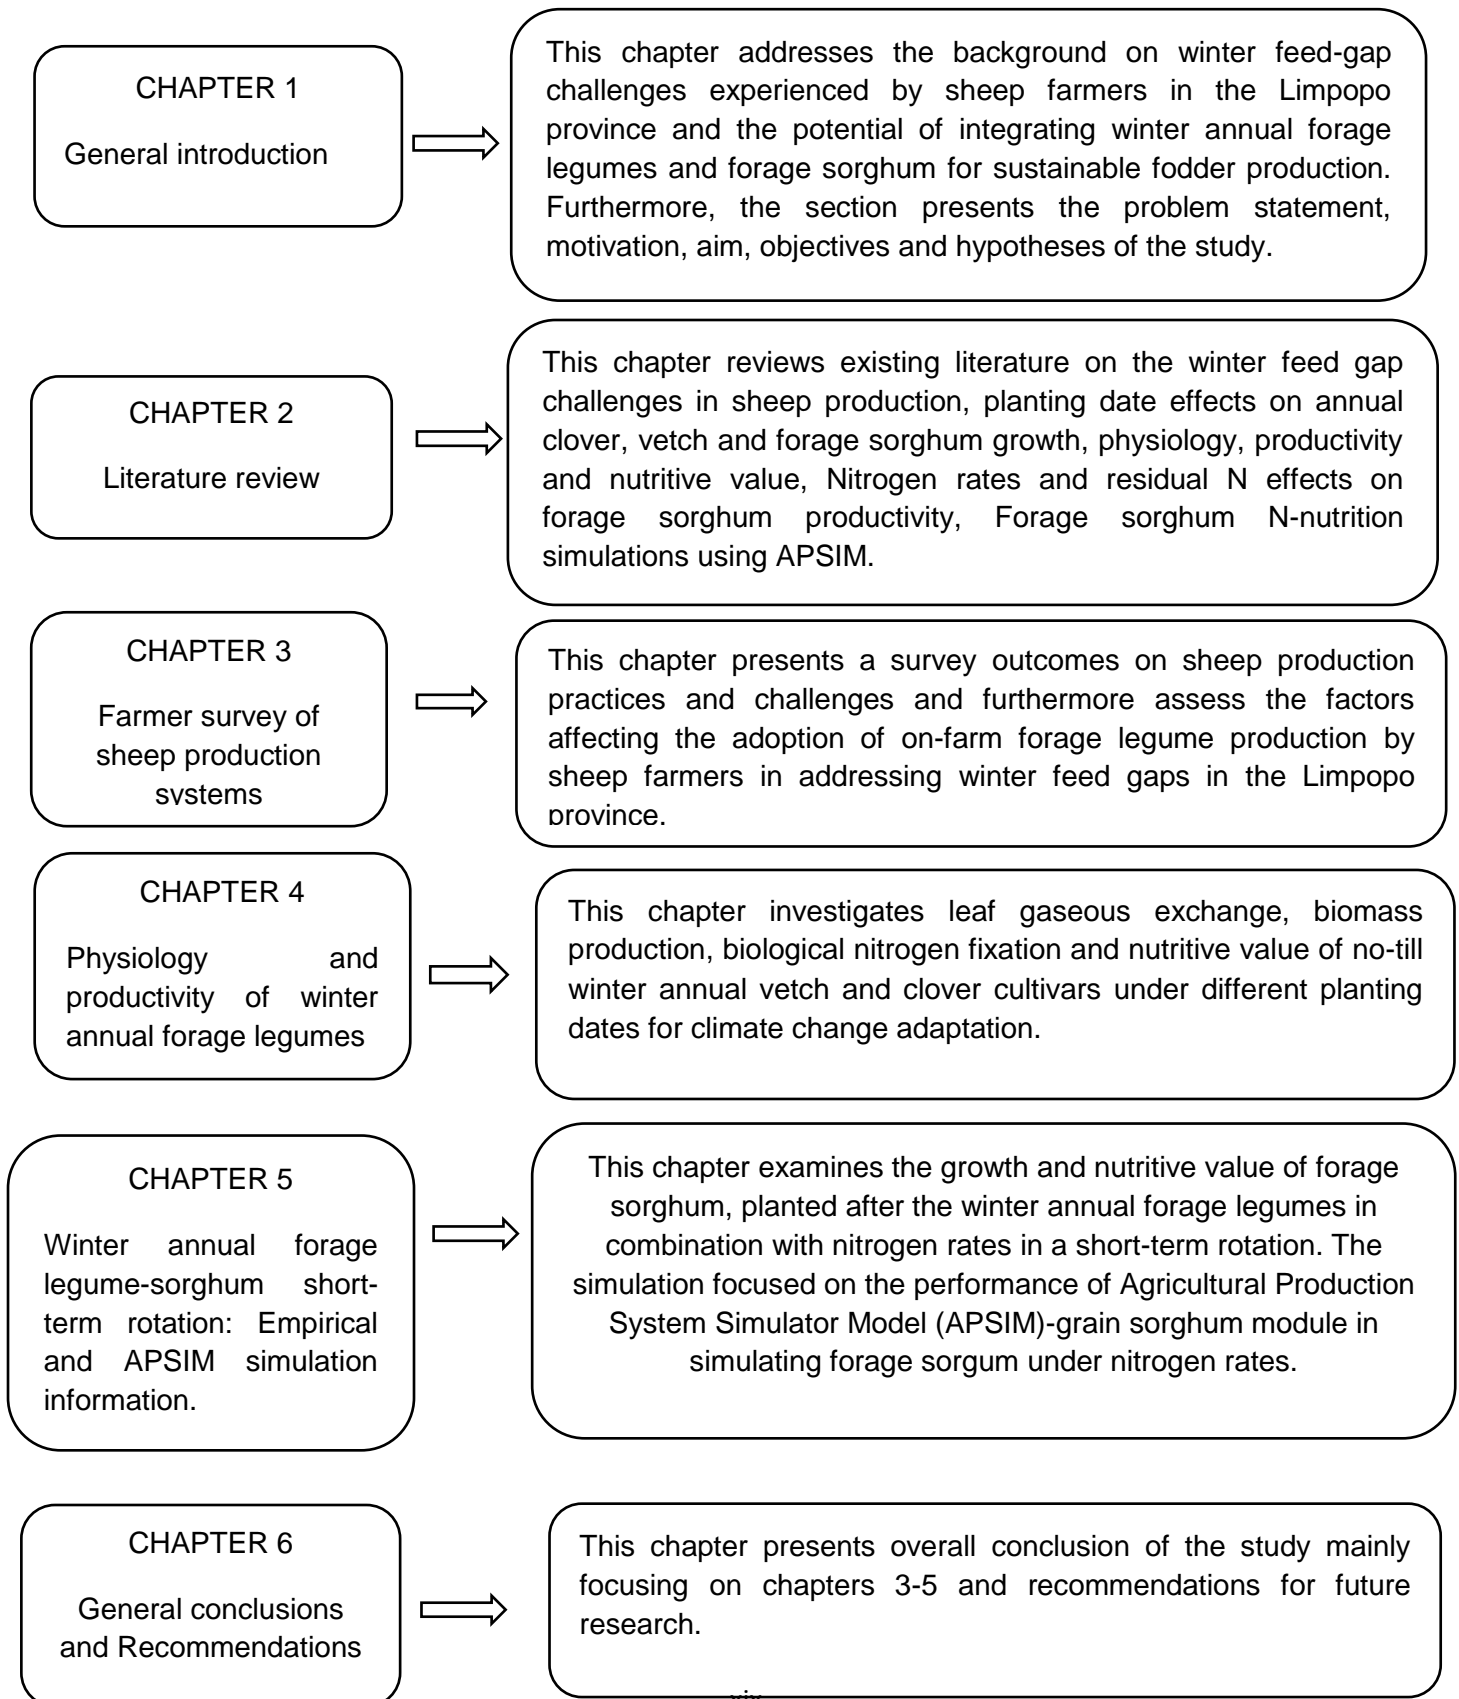 CHAPTER 1
General introduction
This chapter addresses the background on winter feed-gap
challenges experienced by sheep farmers in the Limpopo
province and the potential of integrating winter annual forage
legumes and forage sorghum for sustainable fodder production.
Furthermore, the section presents the problem statement,
motivation, aim, objectives and hypotheses of the study.
CHAPTER 2
Literature review
This chapter reviews existing literature on the winter feed gap
challenges in sheep production, planting date effects on annual
clover, vetch and forage sorghum growth, physiology, productivity
and nutritive value, Nitrogen rates and residual N effects on
forage sorghum productivity, Forage sorghum N-nutrition
simulations using APSIM.
CHAPTER 3
Farmer survey of
sheep production
systems
This chapter presents a survey outcomes on sheep production
practices and challenges and furthermore assess the factors
affecting the adoption of on-farm forage legume production by
sheep farmers in addressing winter feed gaps in the Limpopo
province.
CHAPTER 4
Physiology and
productivity of winter
annual forage legumes
This chapter investigates leaf gaseous exchange, biomass
production, biological nitrogen fixation and nutritive value of no-till
winter annual vetch and clover cultivars under different planting
dates for climate change adaptation.
CHAPTER 5
Winter annual forage
legume-sorghum short-
term rotation: Empirical
and APSIM simulation
information.
This chapter examines the growth and nutritive value of forage
sorghum, planted after the winter annual forage legumes in
combination with nitrogen rates in a short-term rotation. The
simulation focused on the performance of Agricultural Production
System Simulator Model (APSIM)-grain sorghum module in
simulating forage sorgum under nitrogen rates.
CHAPTER 6
General conclusions
and Recommendations
This chapter presents overall conclusion of the study mainly
focusing on chapters 3-5 and recommendations for future
research.